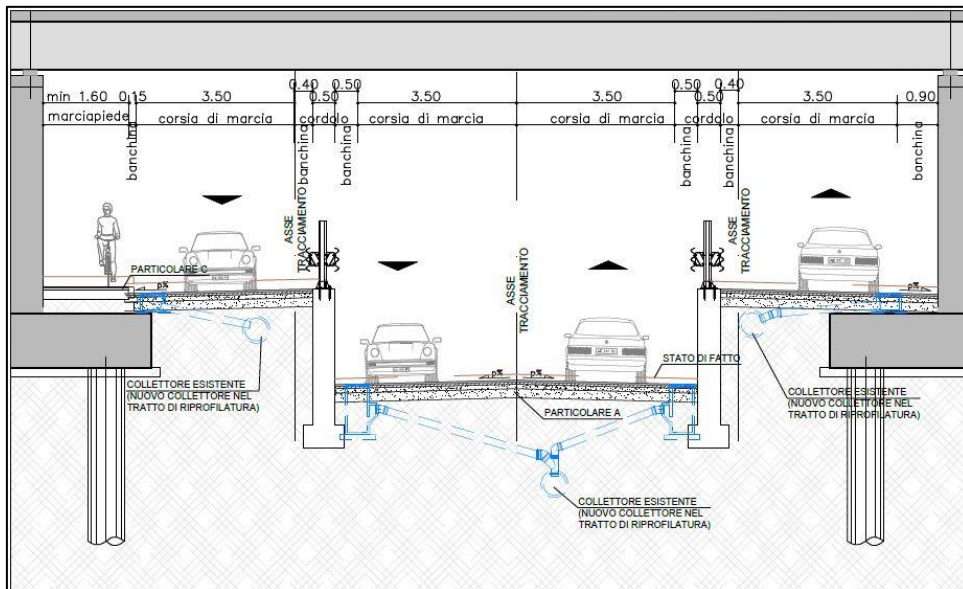 0.40 0.50 0.50 0.40
min 1.60 0.15 3.50 0.50 3.50 3.50 0.50 3.50 0.90
marciapiede corsia di marcia cordolo corsia di marcia corsia di marcia cordolo corsia di marcia
banchina
banchina
banchina
banchina
banchina
banchina
ASSE
TRACCIAMENTO
ASSE
TRACCIAMENTO
ASSE
TRACCIAMENTO
PARTICOLARE C
p%
p%
p% p%
STATO DI FATTO
PARTICOLARE A
COLLETTORE ESISTENTE
(NUOVO COLLETTORE NEL
TRATTO DI RIPROFILATURA)
COLLETTORE ESISTENTE
(NUOVO COLLETTORE NEL
TRATTO DI RIPROFILATURA)
COLLETTORE ESISTENTE
(NUOVO COLLETTORE NEL
TRATTO DI RIPROFILATURA)